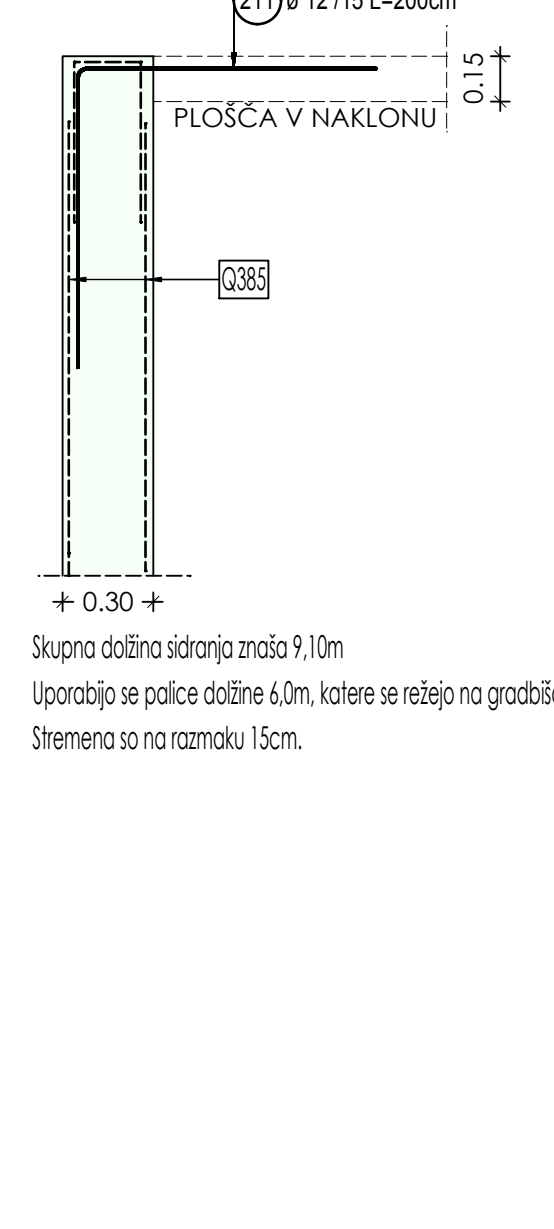 211 ø 12 /15 L=200cm
0.15
PLOŠČA V NAKLONU
Q385
0.30
Skupna dolžina sidranja znaša 9,10m
Uporabijo se palice dolžine 6,0m, katere se režejo na
Stremena so na razmaku 15cm.